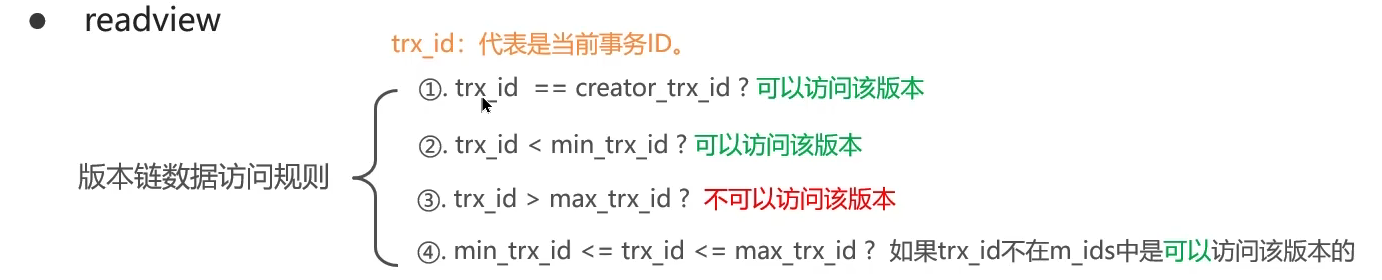 ● readview
trx_id：代表是当前事务ID。
①. trx_id == creator_trx_id ? 可以访问该版本
②. trx_id < min_trx_id ? 可以访问该版本
版本链数据访问规则
③. trx_id > max_trx_id ? 不可以访问该版本
④. min_trx_id <= trx_id <= max_trx_id ? 如果trx_id不在m_ids中是可以访问该版本的